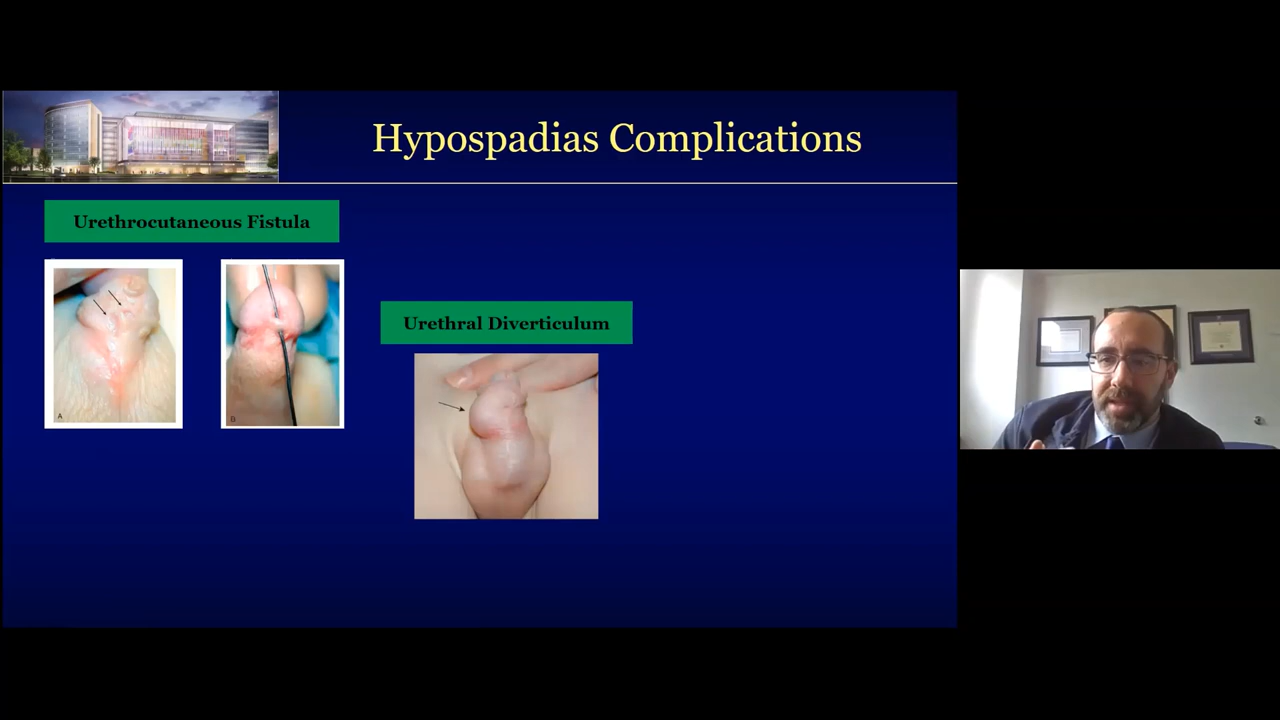 Hypospadias Complications
Urethrocutaneous Fistula
A
B
Urethral Diverticulum